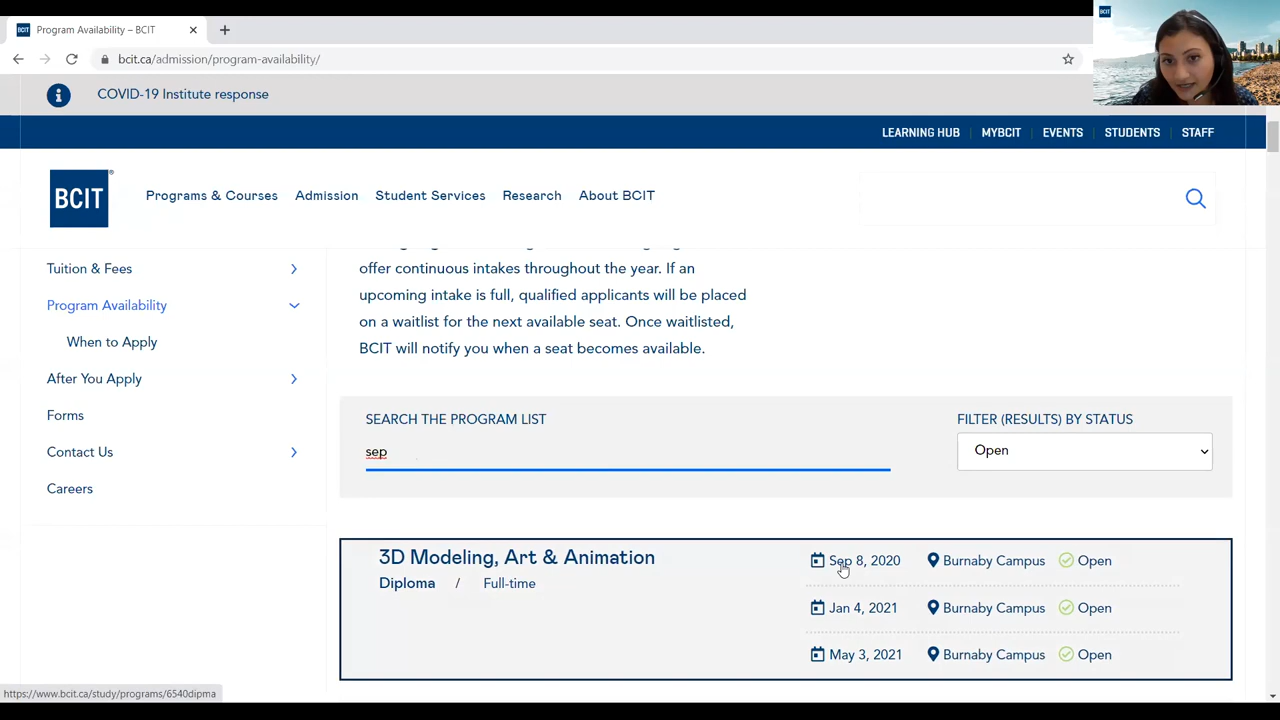 BCIT
Program Availability – BCIT
bcit.ca/admission/program-availability/
COVID-19 Institute response
LEARNING HUB
MYBCIT
EVENTS
STUDENTS
STAFF
BCIT
Programs & Courses
Admission
Student Services
Research
About BCIT
Tuition & Fees
Program Availability
When to Apply
After You Apply
Forms
Contact Us
Careers
offer continuous intakes throughout the year. If an
upcoming intake is full, qualified applicants will be placed
on a waitlist for the next available seat. Once waitlisted,
BCIT will notify you when a seat becomes available.
SEARCH THE PROGRAM LIST
sep
FILTER (RESULTS) BY STATUS
Open
3D Modeling, Art & Animation
Diploma / Full-time
Sep 8, 2020 Burnaby Campus Open
Jan 4, 2021 Burnaby Campus Open
May 3, 2021 Burnaby Campus Open
https://www.bcit.ca/study/programs/6540dipma